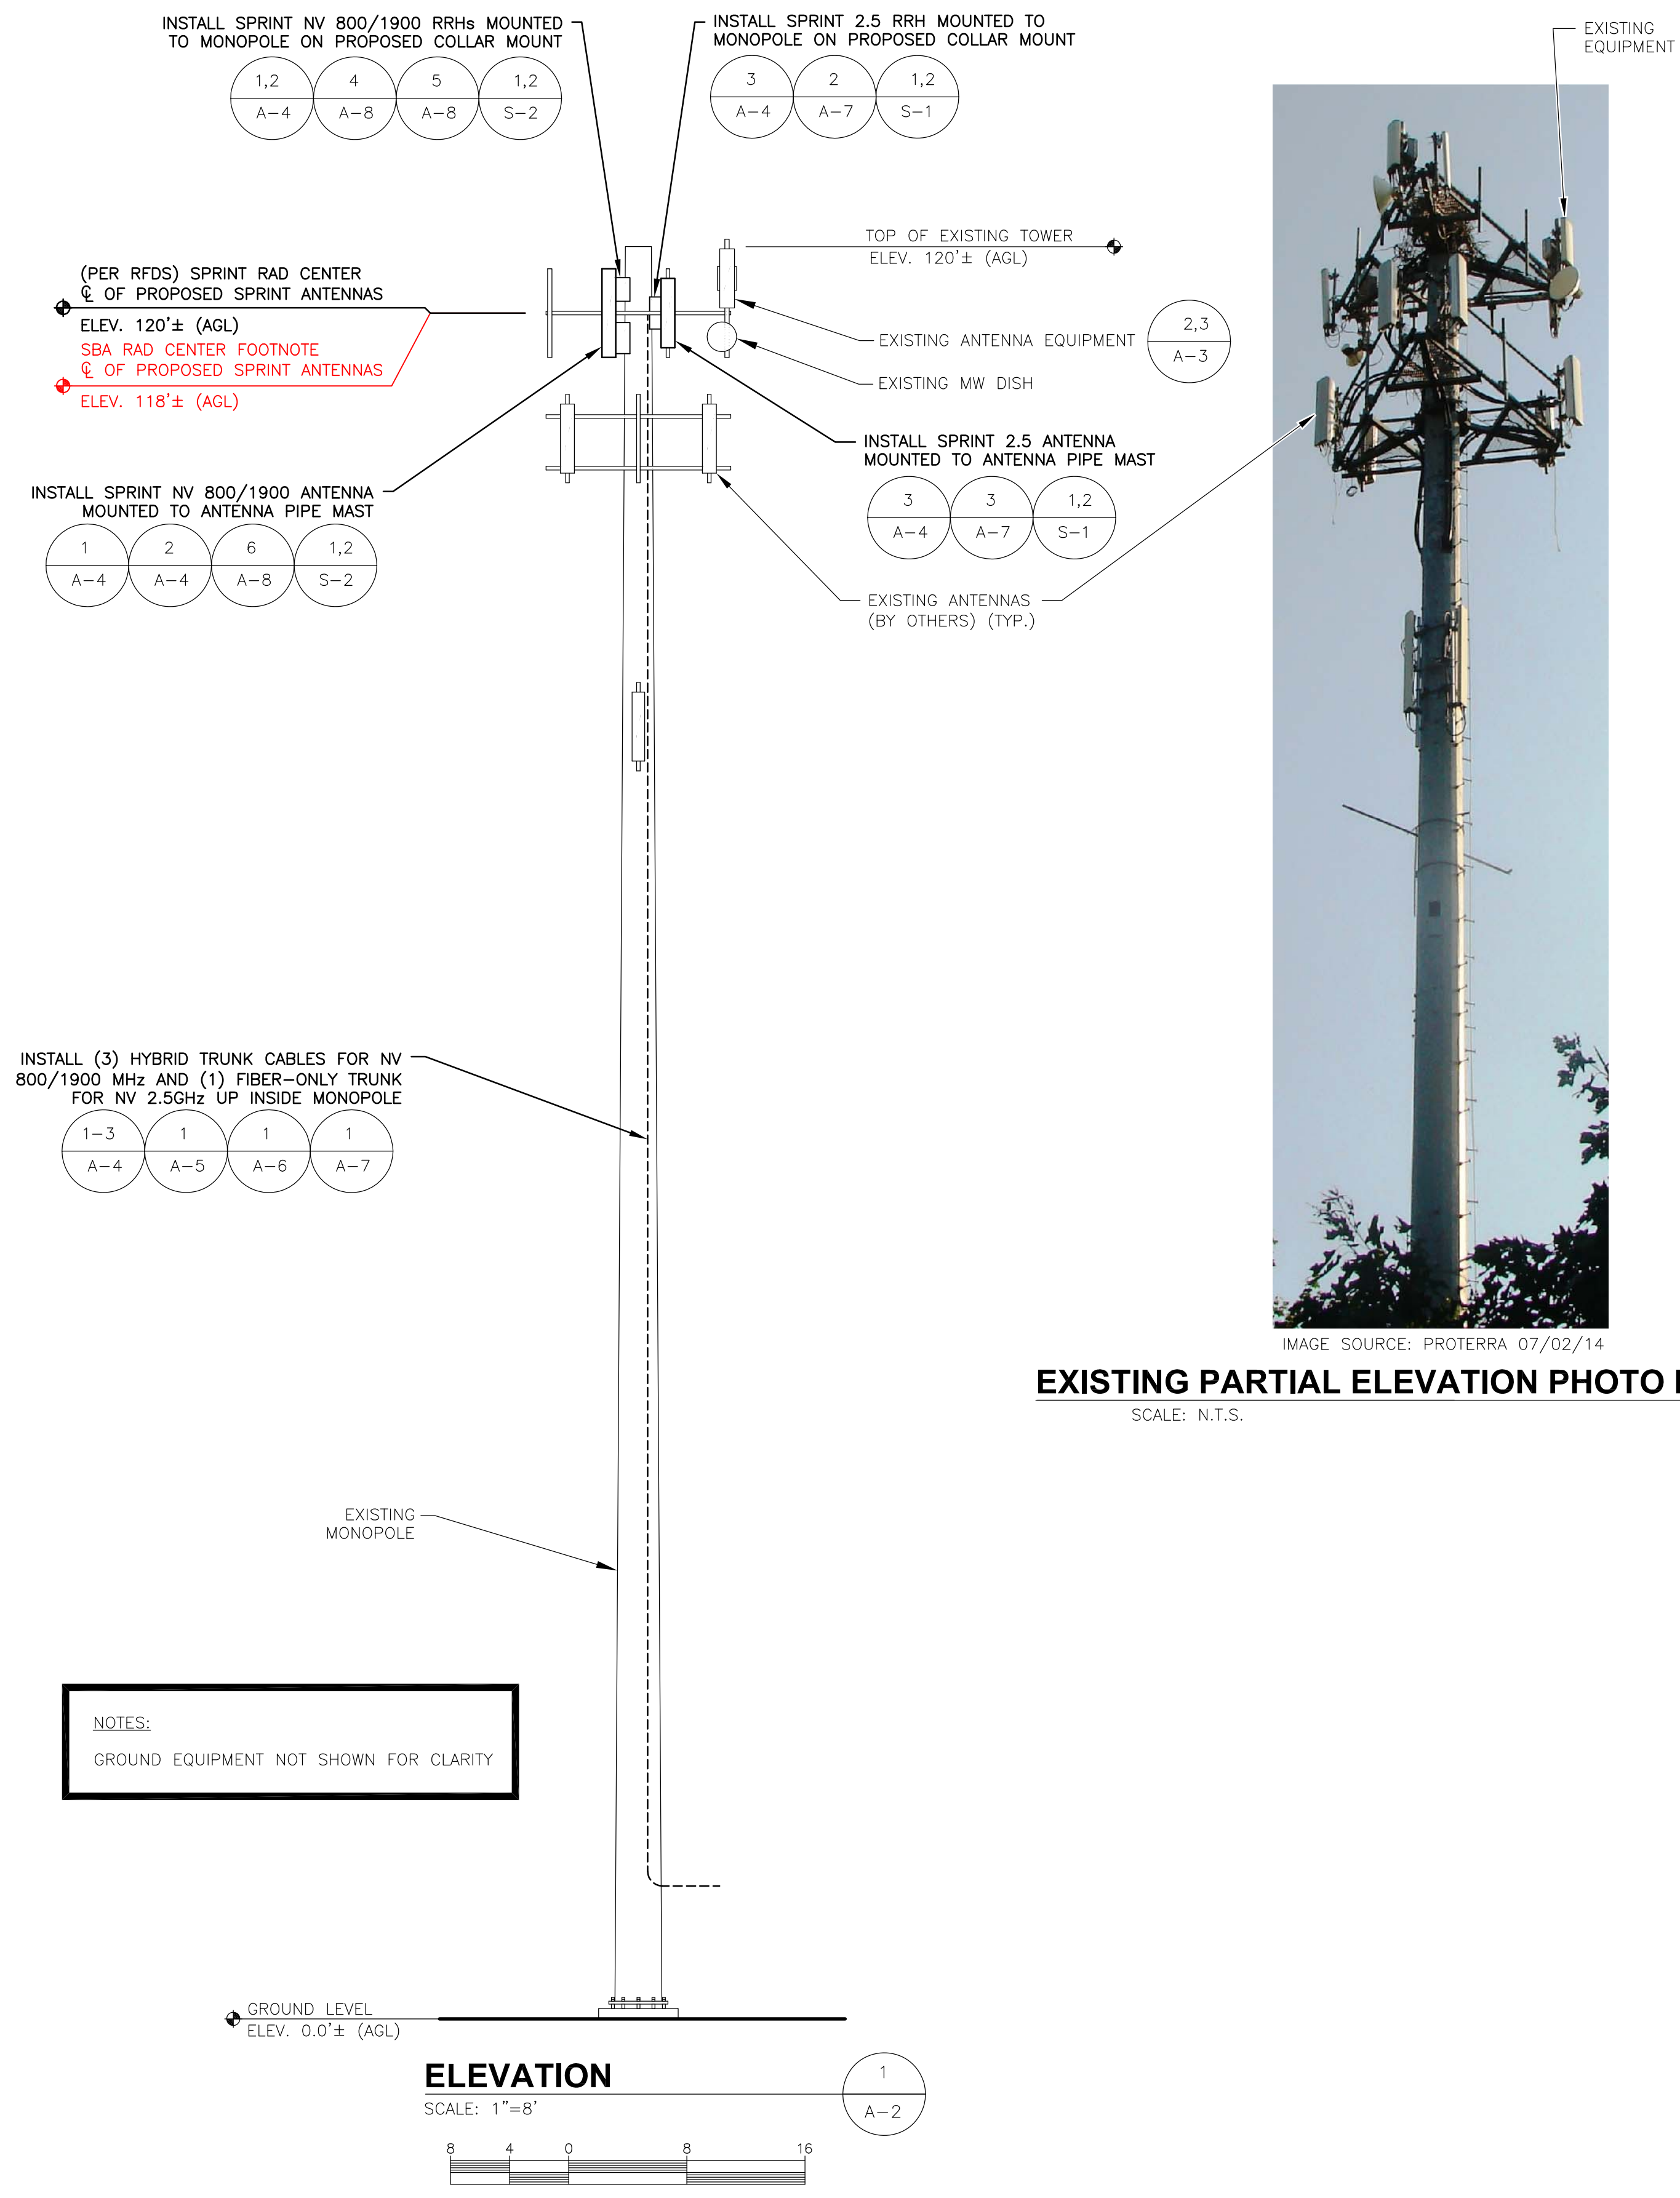 INSTALL SPRINT NV 800/1900 RRHs MOUNTED
TO MONOPOLE ON PROPOSED COLLAR MOUNT
1,2
A-4
4
A-8
5
A-8
1,2
S-2
INSTALL SPRINT 2.5 RRH MOUNTED TO
MONOPOLE ON PROPOSED COLLAR MOUNT
3
A-4
2
A-7
1,2
S-1
EXISTING
EQUIPMENT
TOP OF EXISTING TOWER
ELEV. 120'± (AGL)
(PER RFDS) SPRINT RAD CENTER
℄ OF PROPOSED SPRINT ANTENNAS
ELEV. 120'± (AGL)
SBA RAD CENTER FOOTNOTE
℄ OF PROPOSED SPRINT ANTENNAS
ELEV. 118'± (AGL)
EXISTING ANTENNA EQUIPMENT
2,3
A-3
EXISTING MW DISH
INSTALL SPRINT 2.5 ANTENNA
MOUNTED TO ANTENNA PIPE MAST
3
A-4
3
A-7
1,2
S-1
INSTALL SPRINT NV 800/1900 ANTENNA
MOUNTED TO ANTENNA PIPE MAST
1
A-4
2
A-4
6
A-8
1,2
S-2
EXISTING ANTENNAS
(BY OTHERS) (TYP.)
INSTALL (3) HYBRID TRUNK CABLES FOR NV
800/1900 MHz AND (1) FIBER-ONLY TRUNK
FOR NV 2.5GHz UP INSIDE MONOPOLE
1-3
A-4
1
A-5
1
A-6
1
A-7
IMAGE SOURCE: PROTERRA 07/02/14
EXISTING PARTIAL ELEVATION PHOTO
SCALE: N.T.S.
EXISTING
MONOPOLE
NOTES:
GROUND EQUIPMENT NOT SHOWN FOR CLARITY
GROUND LEVEL
ELEV. 0.0'± (AGL)
ELEVATION
SCALE: 1"=8'
1
A-2
8 4 0 8 16